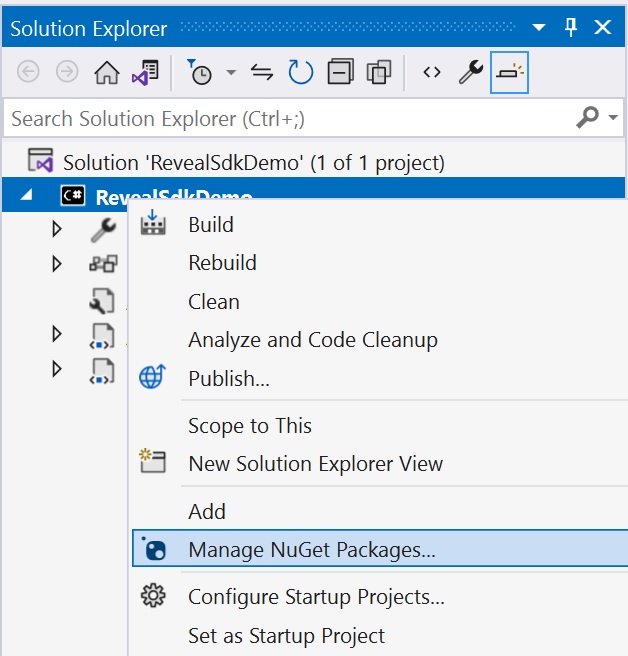 Solution Explorer
Search Solution Explorer (Ctrl+;)
Solution 'RevealSdkDemo' (1 of 1 project)
C# RevealSdkDemo
Build
Rebuild
Clean
Analyze and Code Cleanup
Publish...
Scope to This
New Solution Explorer View
Add
Manage NuGet Packages...
Configure Startup Projects...
Set as Startup Project